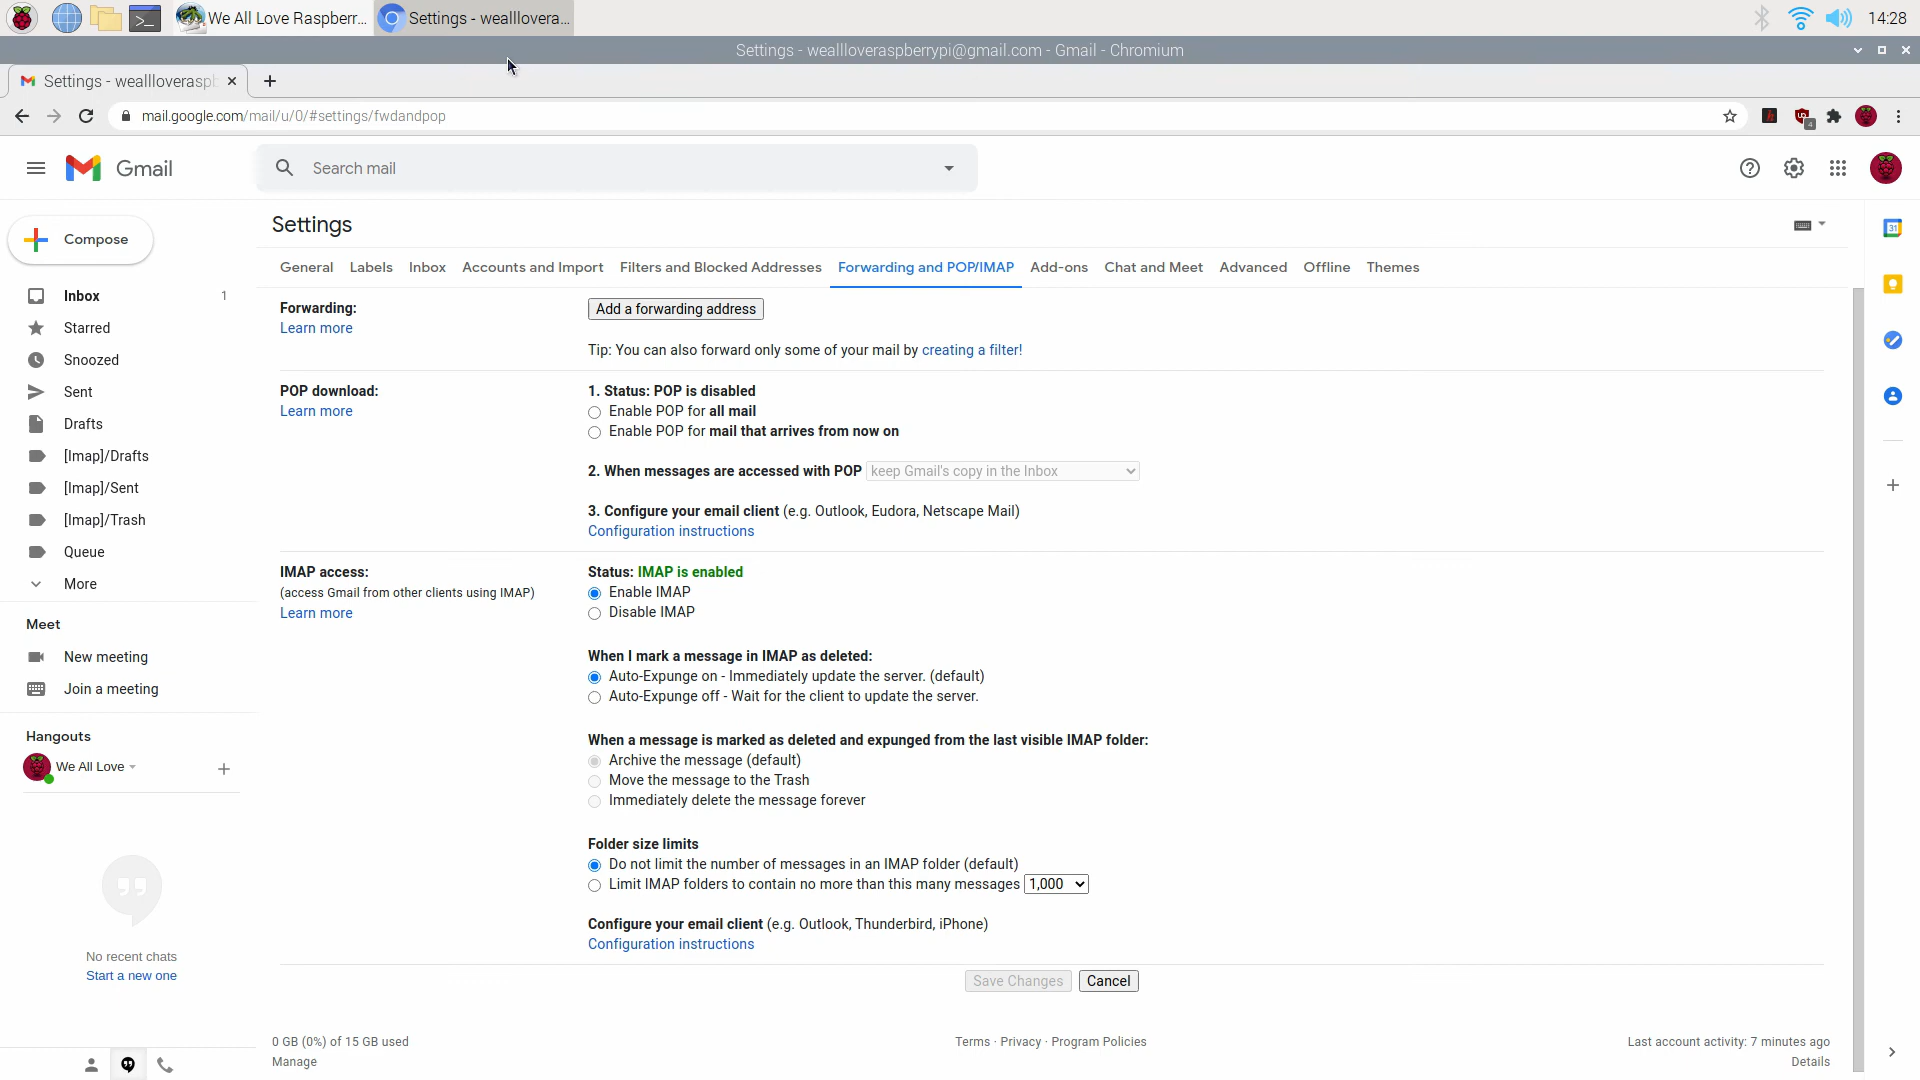 We All Love Raspberr...
Settings -weallovera...
14:28
Settings - weallloveraspberrypi@gmail.com - Gmail - Chromium
Settings - wealllloverasp
mail.google.com/mail/u/0/#settings/fwdandpop
4
Gmail
Search mail
Settings
Compose
31
General Labels Inbox Accounts and Import Filters and Blocked Addresses Forwarding and POP/IMAP Add-ons Chat and Meet Advanced Offline Themes
Inbox 1
Starred
Snoozed
Sent
Drafts
[Imap]/Drafts
[Imap]/Sent
[Imap]/Trash
Queue
More
Meet
New meeting
Join a meeting
Hangouts
We All Love
No recent chats
Start a new one
Forwarding:
Learn more
Add a forwarding address
Tip: You can also forward only some of your mail by creating a filter!
POP download:
Learn more
1. Status: POP is disabled
Enable POP for all mail
Enable POP for mail that arrives from now on
2. When messages are accessed with POP keep Gmail's copy in the Inbox
3. Configure your email client (e.g. Outlook, Eudora, Netscape Mail)
Configuration instructions
IMAP access:
(access Gmail from other clients using IMAP)
Learn more
Status: IMAP is enabled
Enable IMAP
Disable IMAP
When I mark a message in IMAP as deleted:
Auto-Expunge on - Immediately update the server. (default)
Auto-Expunge off - Wait for the client to update the server.
When a message is marked as deleted and expunged from the last visible IMAP folder:
Archive the message (default)
Move the message to the Trash
Immediately delete the message forever
Folder size limits
Do not limit the number of messages in an IMAP folder (default)
Limit IMAP folders to contain no more than this many messages 1,000
Configure your email client (e.g. Outlook, Thunderbird, iPhone)
Configuration instructions
Save Changes Cancel
0 GB (0%) of 15 GB used
Manage
Terms · Privacy · Program Policies
Last account activity: 7 minutes ago
Details